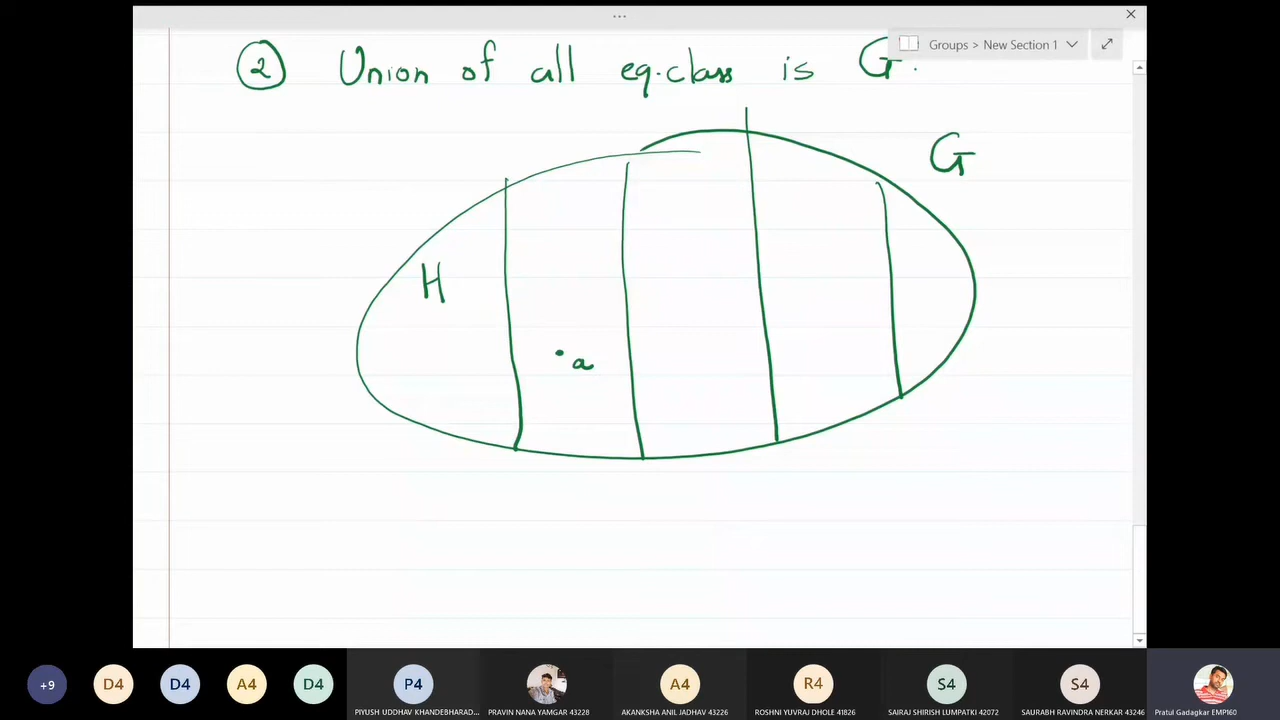 Groups > New Section 1
② Union of all eq.class is G.
G
H
.a
+9
D4
D4
A4
D4
P4
A4
R4
S4
S4
PIYUSH UDDHAV KHANDEBHARAD...
PRAVIN NANA YAMGAR 43228
AKANKSHA ANIL JADHAV 43226
ROSHNI YUVRAJ DHOLE 41826
SAIRAJ SHIRISH LUMPATKI 42072
SAURABH RAVINDRA NERKAR 43246
Pratul Gadagkar EMP160